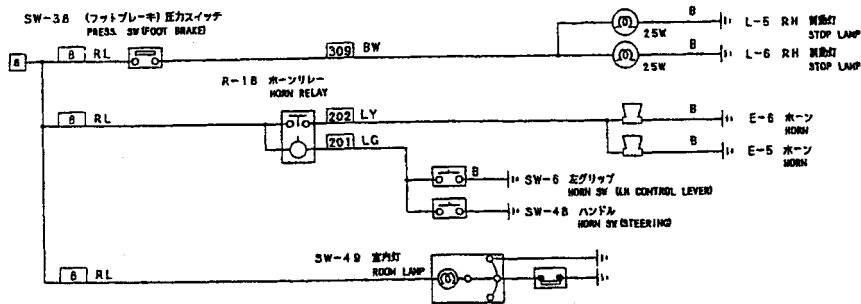 SW-38 (フットブレーキ) 圧力スイッチ
PRESS. SW (FOOT BRAKE)
8 RL
309 BW
B
25W
L-5 RH 制動灯
STOP LAMP
8
B
25W
L-6 RH 制動灯
STOP LAMP
R-18 ホーンリレー
HORN RELAY
8 RL
202 LY
B
E-6 ホーン
HORN
201 LG
B
E-5 ホーン
HORN
B
SW-6 左グリップ
HORN SW (LH CONTROL LEVER)
SW-48 ハンドル
HORN SW (STEERING)
SW-49 室内灯
ROOM LAMP
8 RL